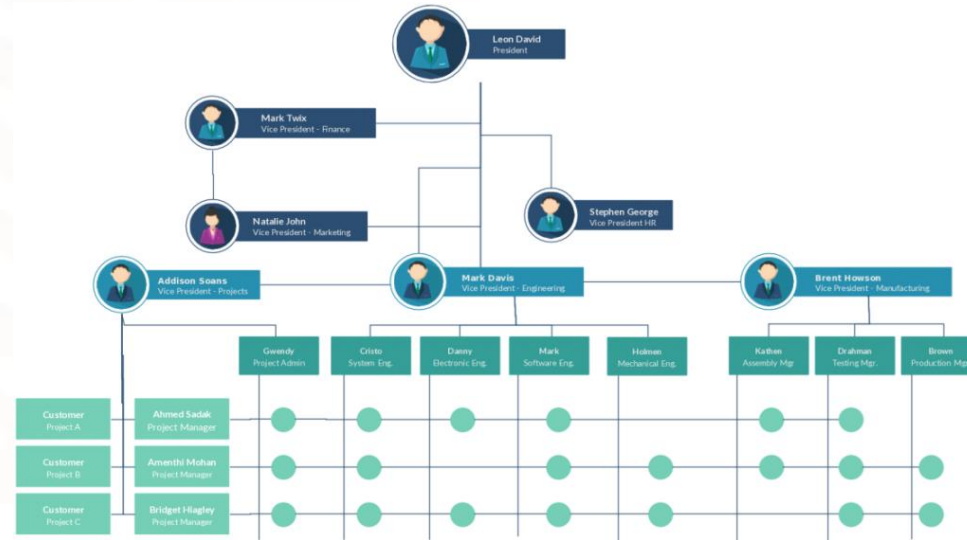 Leon David
President
Mark Twix
Vice President - Finance
Natalie John
Vice President - Marketing
Stephen George
Vice President HR
Addison Soans
Vice President - Projects
Mark Davis
Vice President - Engineering
Brent Howson
Vice President - Manufacturing
Gwendy
Project Admin
Cristo
System Eng.
Danny
Electronic Eng.
Mark
Software Eng.
Holmen
Mechanical Eng.
Kathen
Assembly Mgr
Drahman
Testing Mgr.
Brown
Production Mgr
Customer
Project A
Ahmed Sadak
Project Manager
Customer
Project B
Amenthi Mohan
Project Manager
Customer
Project C
Bridget Hiagley
Project Manager